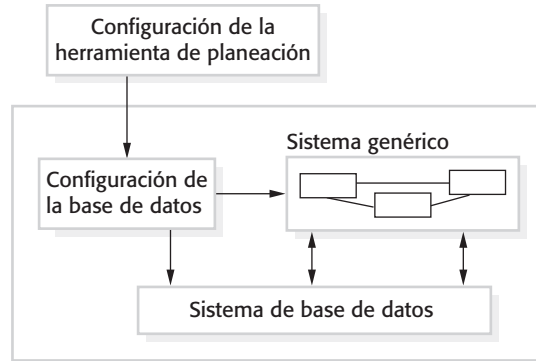 Configuración de la
herramienta de planeación
Sistema genérico
Configuración de
la base de datos
Sistema de base de datos